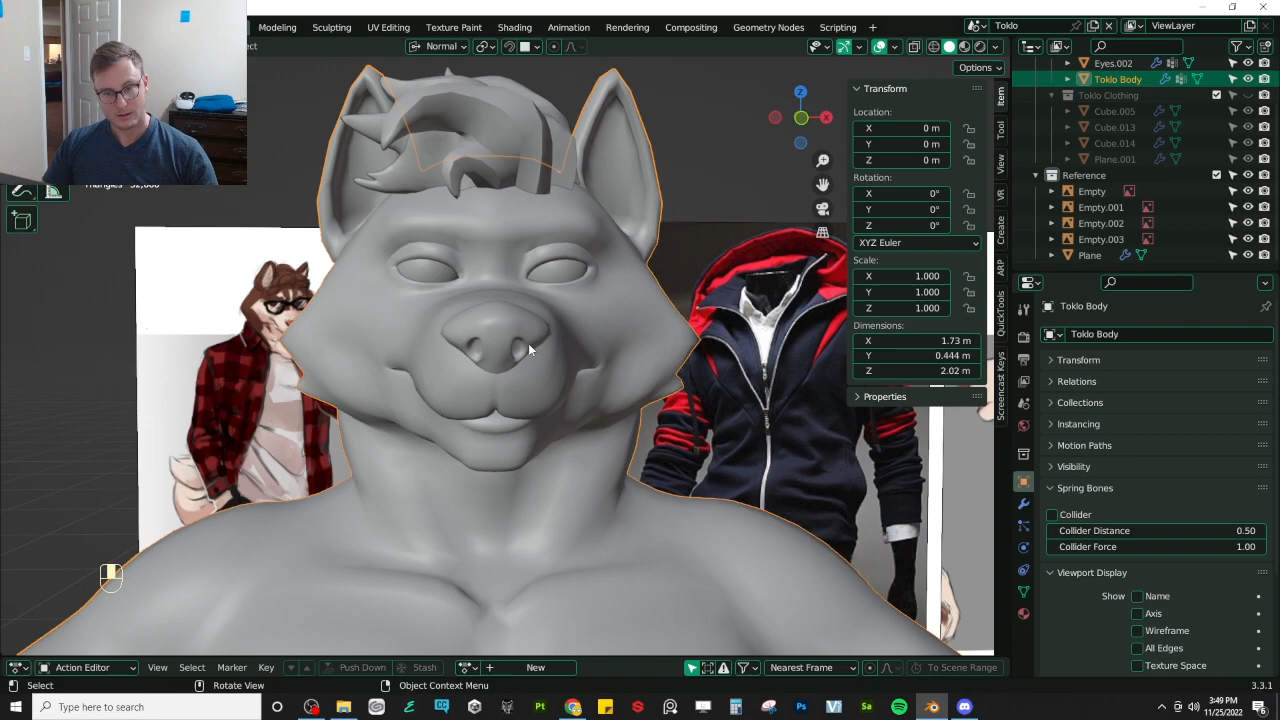 Modeling Sculpting UV Editing Texture Paint Shading Animation Rendering Compositing Geometry Nodes Scripting +
Toklo
ViewLayer
Normal
Options
Item
Tool
View
VR
Create
ARP
QuickTools
Screencast Keys
Transform
Location:
X 0 m
Y 0 m
Z 0 m
Rotation:
X 0°
Y 0°
Z 0°
XYZ Euler
Scale:
X 1.000
Y 1.000
Z 1.000
Dimensions:
X 1.73 m
Y 0.444 m
Z 2.02 m
Properties
Z
X
Eyes.002
Toklo Body
Toklo Clothing
Cube.005
Cube.013
Cube.014
Plane.001
Reference
Empty
Empty.001
Empty.002
Empty.003
Plane
Toklo Body
Toklo Body
Transform
Relations
Collections
Instancing
Motion Paths
Visibility
Spring Bones
Collider
Collider Distance 0.50
Collider Force 1.00
Viewport Display
Show Name
Axis
Wireframe
All Edges
Texture Space
Action Editor View Select Marker Key Push Down Stash + New Nearest Frame To Scene Range
Select Rotate View Object Context Menu 3.3.1
Type here to search
3:49 PM
11/25/2022